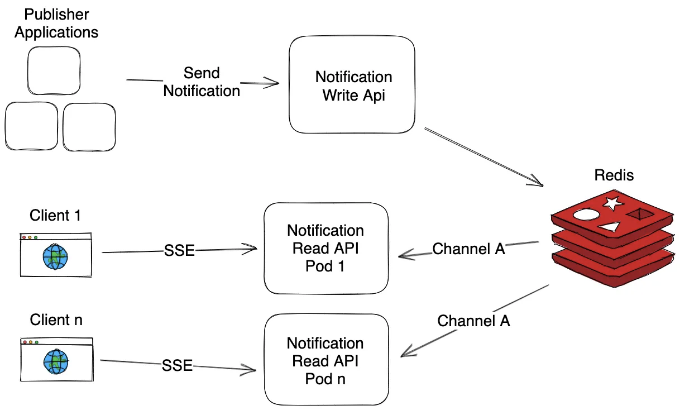 Publisher
Applications
Send
Notification
Notification
Write Api
Redis
Client 1
SSE
Notification
Read API
Pod 1
Channel A
Client n
SSE
Notification
Read API
Pod n
Channel A